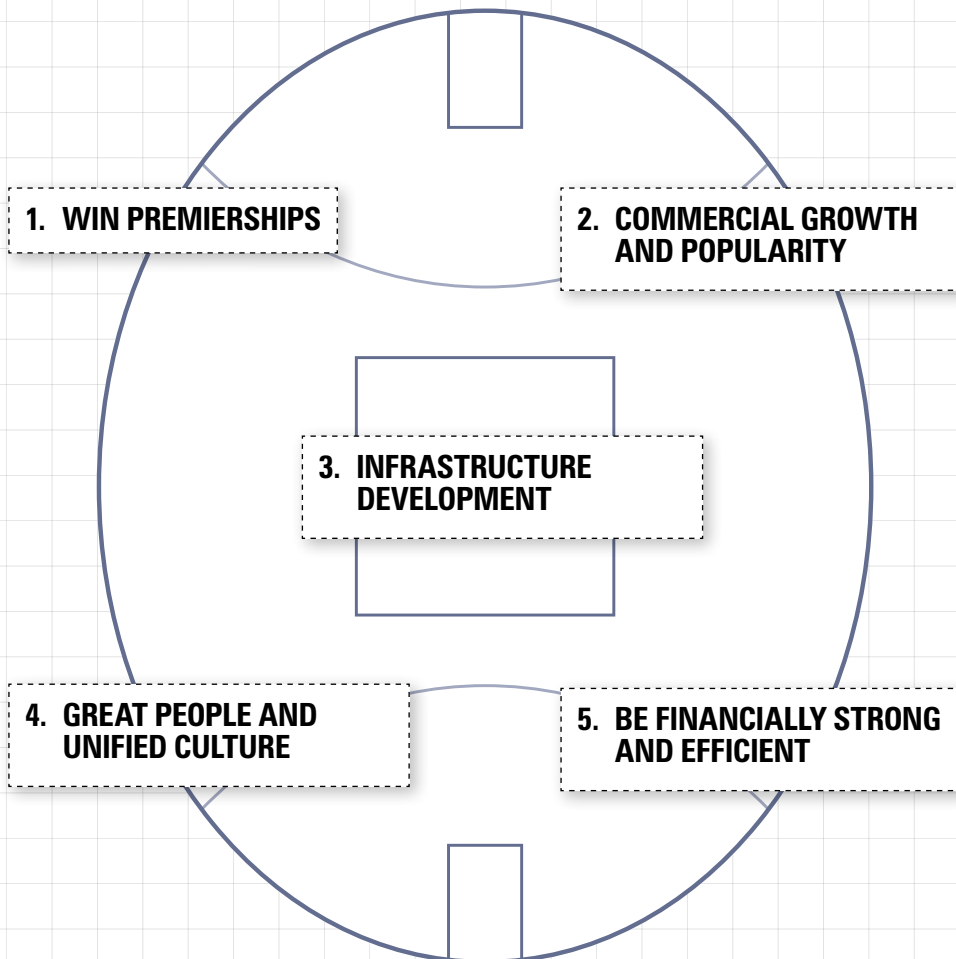 1. WIN PREMIERSHIPS
2. COMMERCIAL GROWTH
AND POPULARITY
3. INFRASTRUCTURE
DEVELOPMENT
4. GREAT PEOPLE AND
UNIFIED CULTURE
5. BE FINANCIALLY STRONG
AND EFFICIENT